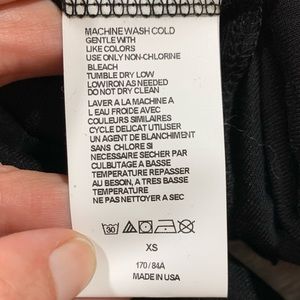 MACHINE WASH COLD
GENTLE WITH
LIKE COLORS
USE ONLY NON-CHLORINE
BLEACH
TUMBLE DRY LOW
LOW IRON AS NEEDED
DO NOT DRY CLEAN
LAVER A LA MACHINE A
L EAU FROIDE AVEC
COULEURS SIMILAIRES
CYCLE DELICAT UTILISER
UN AGENT DE BLANCHIMENT
SANS CHLORE SI
NECESSAIRE SECHER PAR
CULBUTAGE A BASSE
TEMPERATURE REPASSER
AU BESOIN, A TRES BASSE
TEMPERATURE
NE PAS NETTOYER A SEC
30
XS
170/84A
MADE IN USA